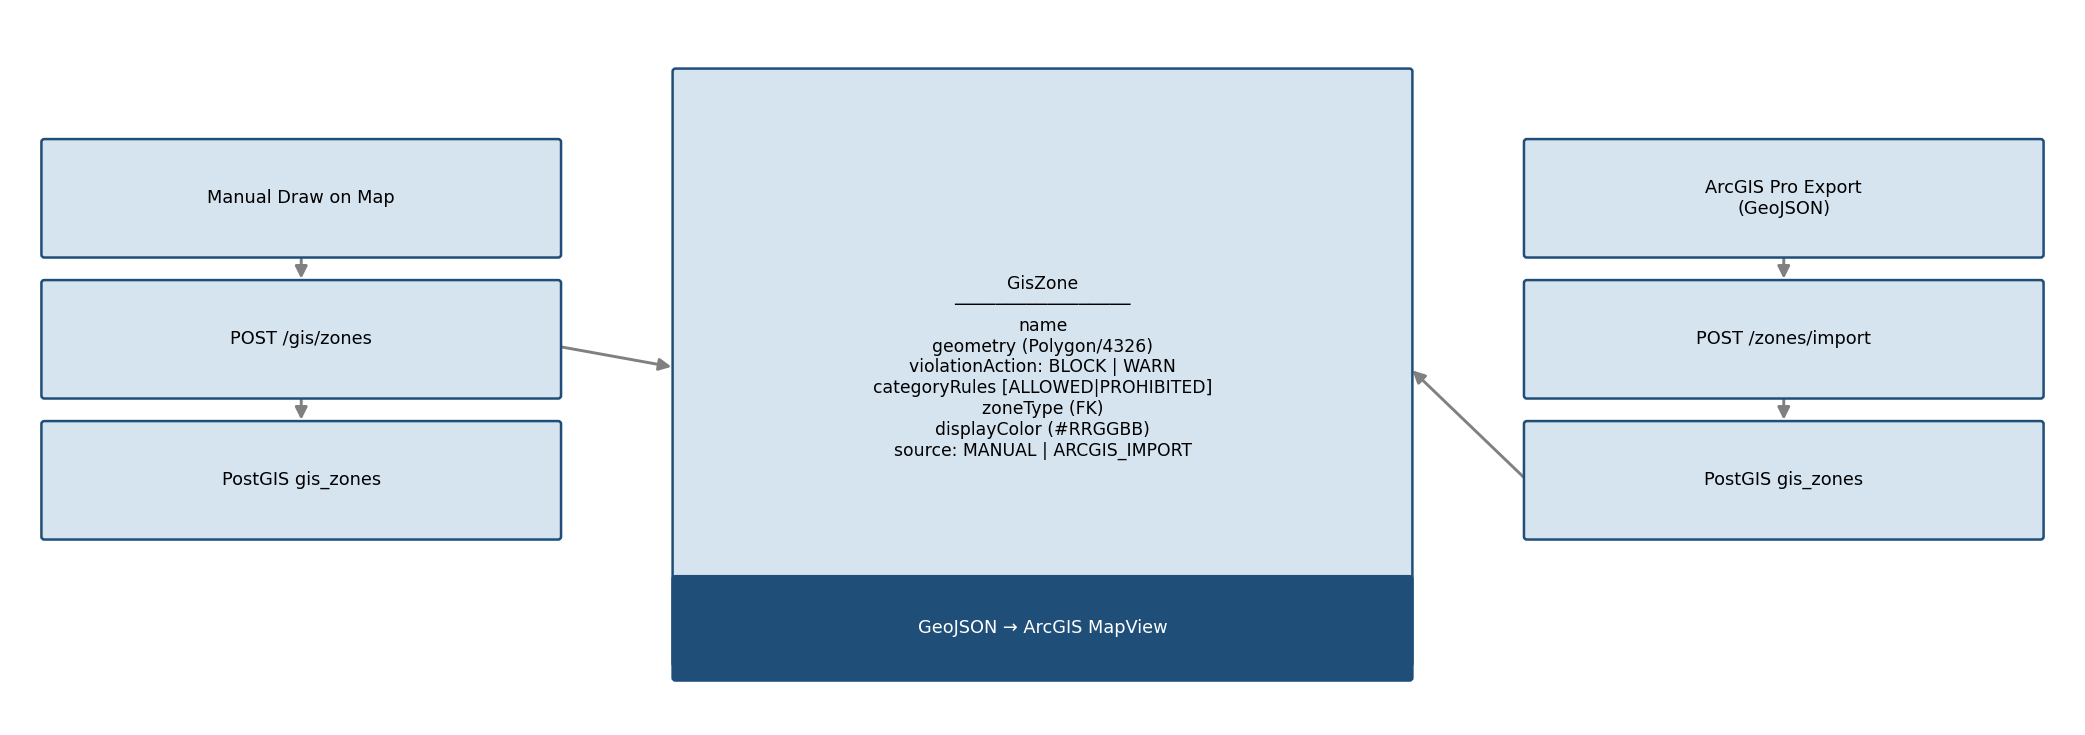 Manual Draw on Map
POST /gis/zones
PostGIS gis_zones
GisZone
name
geometry (Polygon/4326)
violationAction: BLOCK | WARN
categoryRules [ALLOWED|PROHIBITED]
zoneType (FK)
displayColor (#RRGGBB)
source: MANUAL | ARCGIS_IMPORT
GeoJSON → ArcGIS MapView
ArcGIS Pro Export
(GeoJSON)
POST /zones/import
PostGIS gis_zones